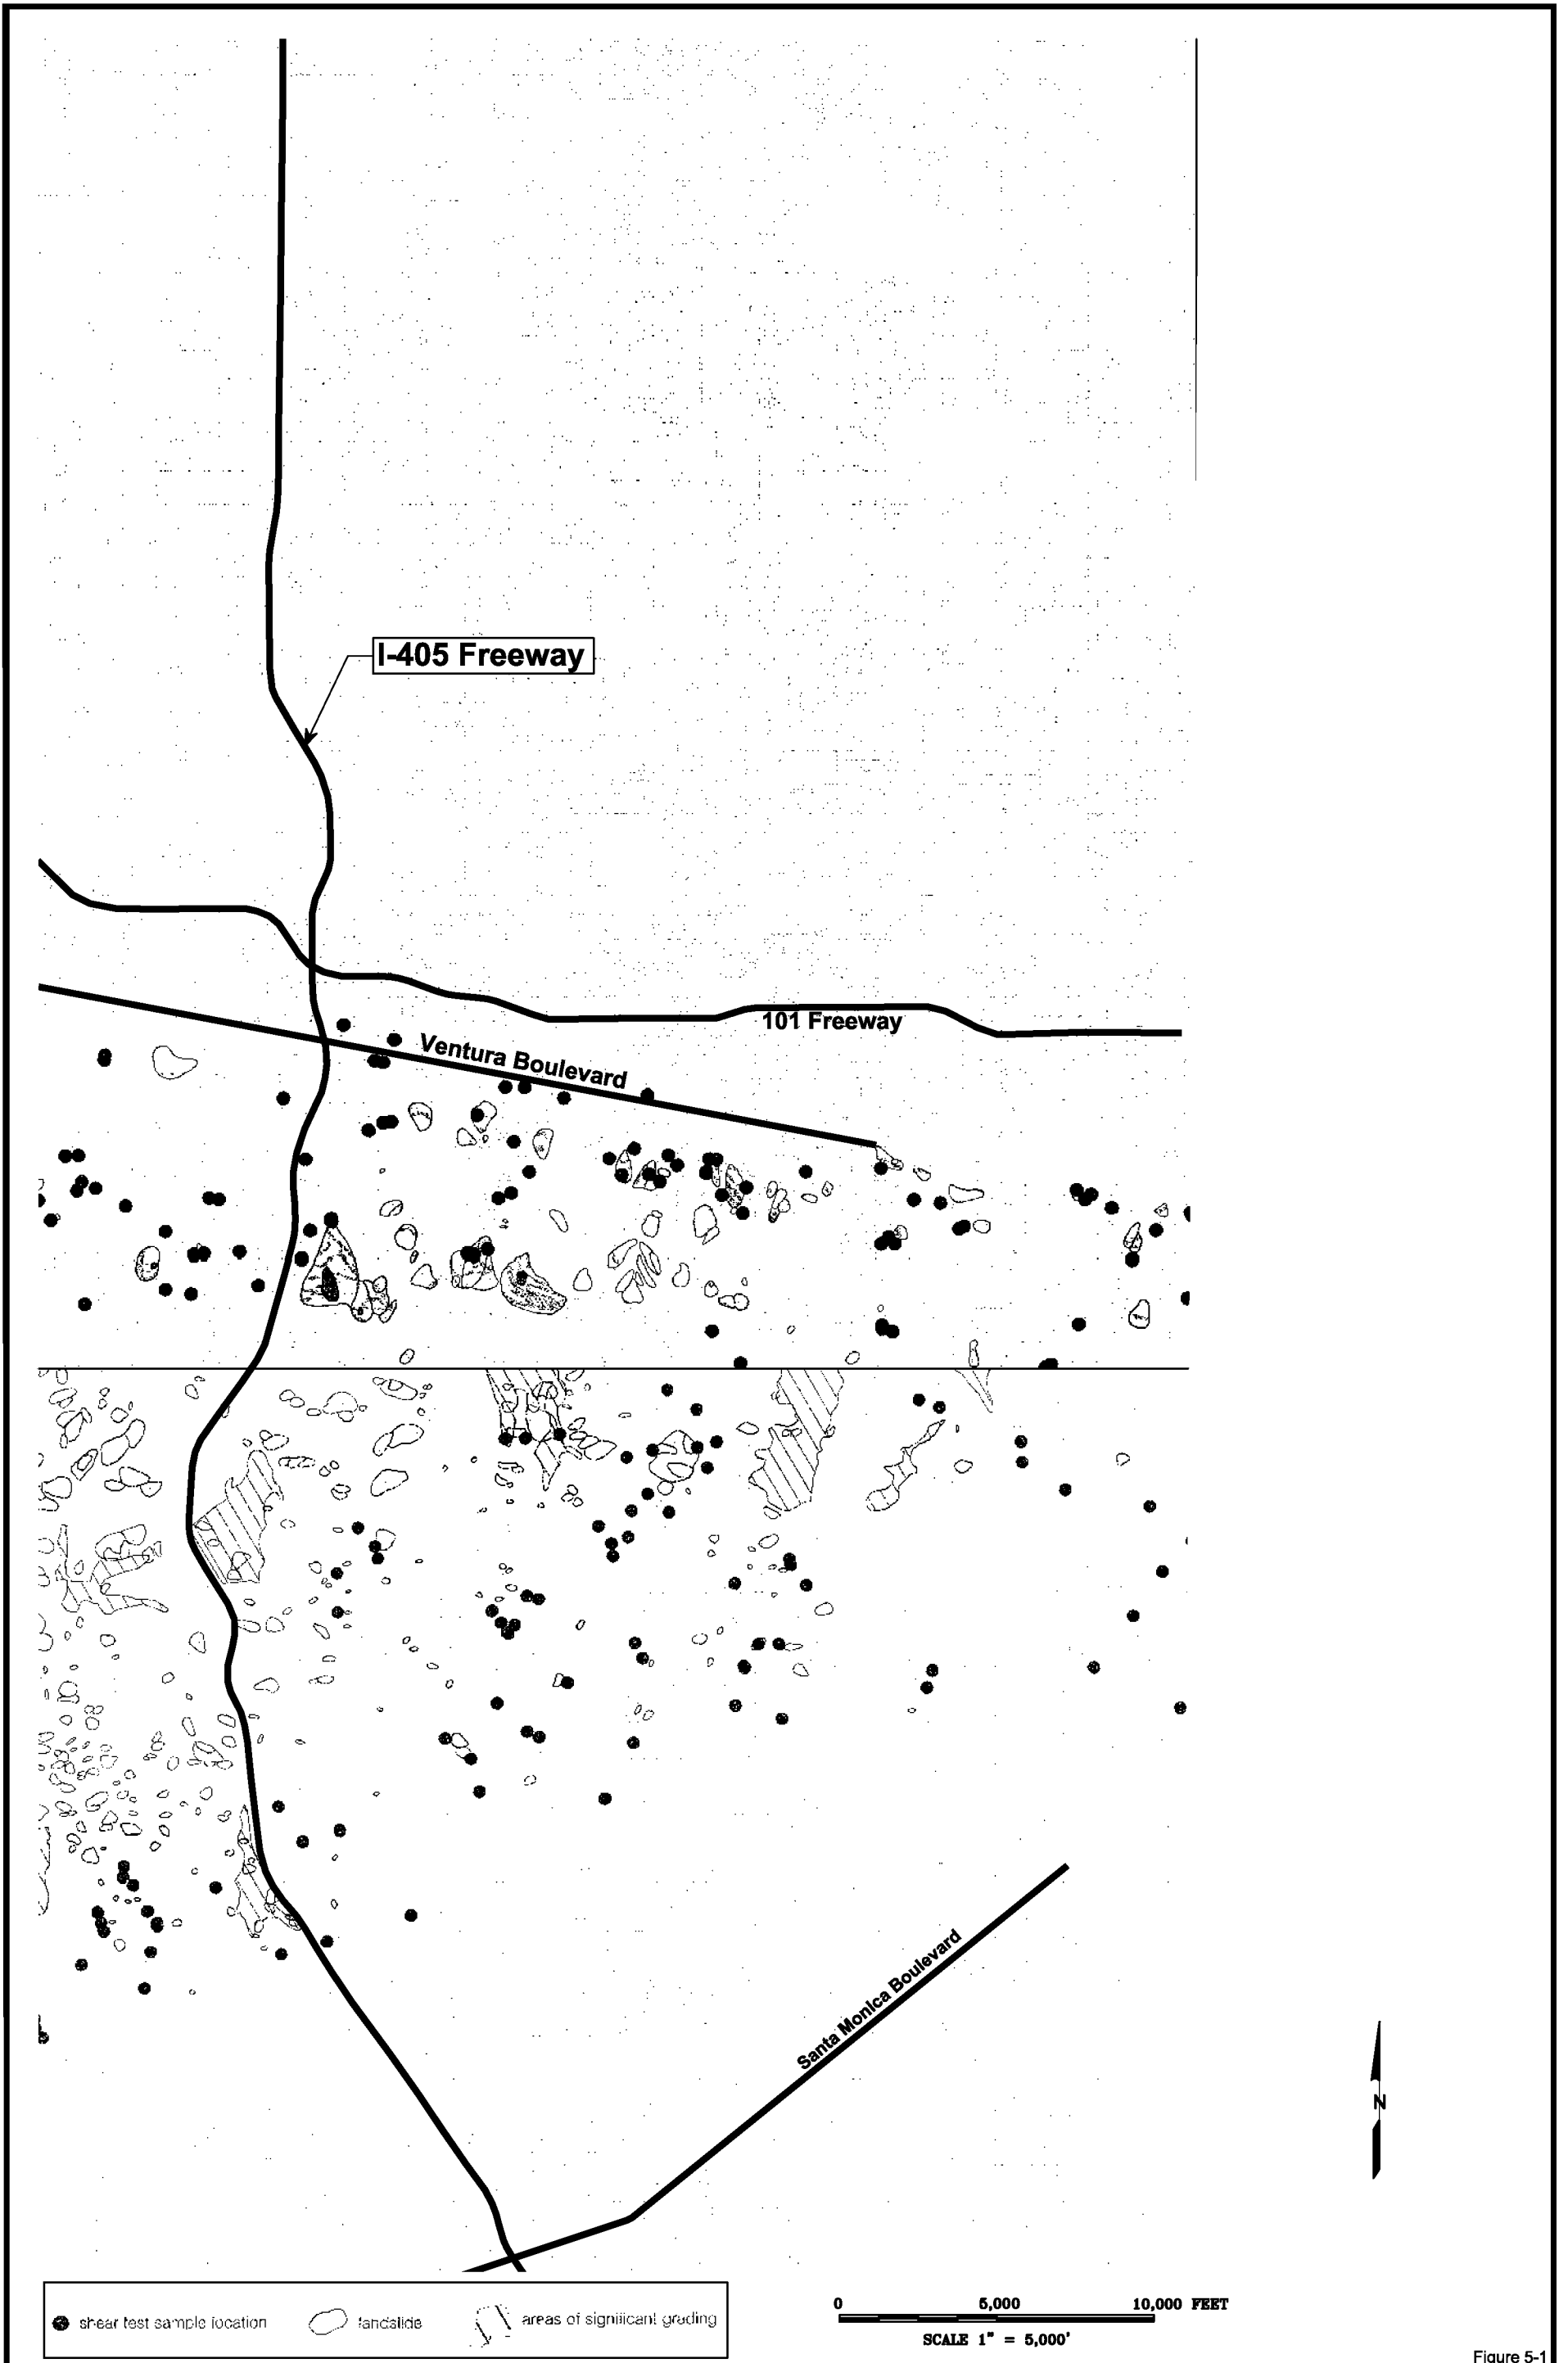 I-405 Freeway
101 Freeway
Ventura Boulevard
Santa Monica Boulevard
N
shear test sample location
landslide
areas of significant grading
0 5,000 10,000 FEET
SCALE 1" = 5,000'
Figure 5-1